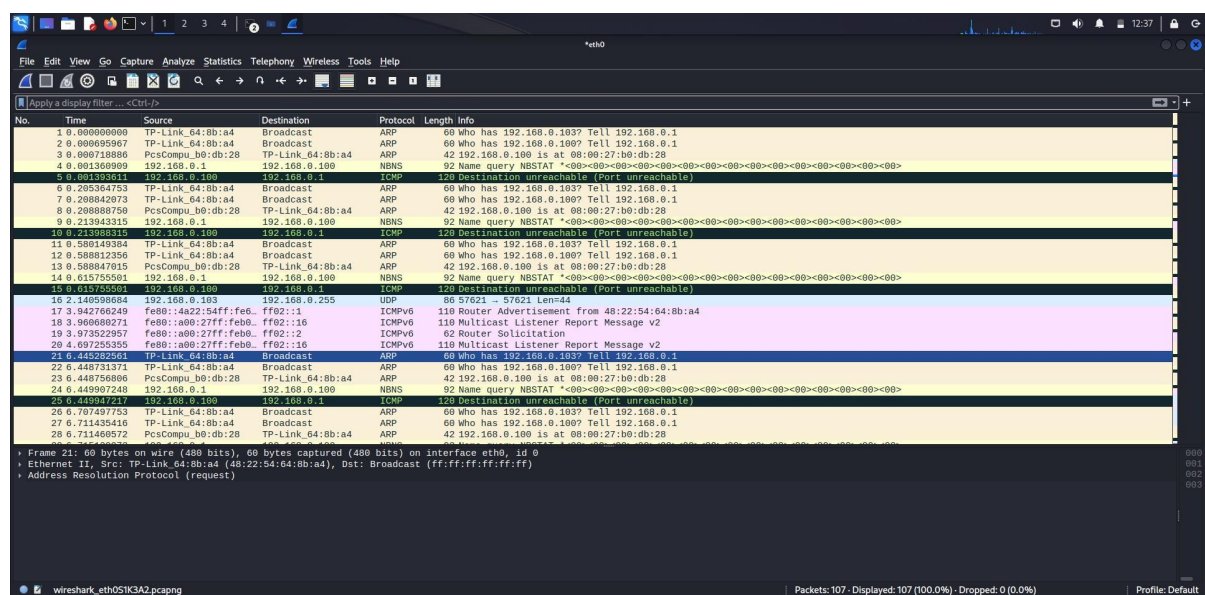 1 2 3 4 2 12:37
*eth0
File Edit View Go Capture Analyze Statistics Telephony Wireless Tools Help
Apply a display filter ... <Ctrl-/>
No. Time Source Destination Protocol Length Info
1 0.000000000 TP-Link_64:8b:a4 Broadcast ARP 60 Who has 192.168.0.103? Tell 192.168.0.1
2 0.000695967 TP-Link_64:8b:a4 Broadcast ARP 60 Who has 192.168.0.100? Tell 192.168.0.1
3 0.000718886 PcsCompu_b0:db:28 TP-Link_64:8b:a4 ARP 42 192.168.0.100 is at 08:00:27:b0:db:28
4 0.001360909 192.168.0.1 192.168.0.100 NBNS 92 Name query NBSTAT *<00><00><00><00><00><00><00><00><00><00><00><00><00><00><00>
5 0.001393611 192.168.0.100 192.168.0.1 ICMP 120 Destination unreachable (Port unreachable)
6 0.205364753 TP-Link_64:8b:a4 Broadcast ARP 60 Who has 192.168.0.103? Tell 192.168.0.1
7 0.208842073 TP-Link_64:8b:a4 Broadcast ARP 60 Who has 192.168.0.100? Tell 192.168.0.1
8 0.208888750 PcsCompu_b0:db:28 TP-Link_64:8b:a4 ARP 42 192.168.0.100 is at 08:00:27:b0:db:28
9 0.213943315 192.168.0.1 192.168.0.100 NBNS 92 Name query NBSTAT *<00><00><00><00><00><00><00><00><00><00><00><00><00><00><00>
10 0.213988315 192.168.0.100 192.168.0.1 ICMP 120 Destination unreachable (Port unreachable)
11 0.580149384 TP-Link_64:8b:a4 Broadcast ARP 60 Who has 192.168.0.103? Tell 192.168.0.1
12 0.588812356 TP-Link_64:8b:a4 Broadcast ARP 60 Who has 192.168.0.100? Tell 192.168.0.1
13 0.588847015 PcsCompu_b0:db:28 TP-Link_64:8b:a4 ARP 42 192.168.0.100 is at 08:00:27:b0:db:28
14 0.615755501 192.168.0.1 192.168.0.100 NBNS 92 Name query NBSTAT *<00><00><00><00><00><00><00><00><00><00><00><00><00><00><00>
15 0.615755501 192.168.0.100 192.168.0.1 ICMP 120 Destination unreachable (Port unreachable)
16 2.140598684 192.168.0.103 192.168.0.255 UDP 86 57621 → 57621 Len=44
17 3.942766249 fe80::4a22:54ff:fe6… ff02::1 ICMPv6 110 Router Advertisement from 48:22:54:64:8b:a4
18 3.960680271 fe80::a00:27ff:feb0… ff02::16 ICMPv6 110 Multicast Listener Report Message v2
19 3.973522957 fe80::a00:27ff:feb0… ff02::2 ICMPv6 62 Router Solicitation
20 4.697255355 fe80::a00:27ff:feb0… ff02::16 ICMPv6 110 Multicast Listener Report Message v2
21 6.445282561 TP-Link_64:8b:a4 Broadcast ARP 60 Who has 192.168.0.103? Tell 192.168.0.1
22 6.448731371 TP-Link_64:8b:a4 Broadcast ARP 60 Who has 192.168.0.100? Tell 192.168.0.1
23 6.448756806 PcsCompu_b0:db:28 TP-Link_64:8b:a4 ARP 42 192.168.0.100 is at 08:00:27:b0:db:28
24 6.449907248 192.168.0.1 192.168.0.100 NBNS 92 Name query NBSTAT *<00><00><00><00><00><00><00><00><00><00><00><00><00><00><00>
25 6.449947217 192.168.0.100 192.168.0.1 ICMP 120 Destination unreachable (Port unreachable)
26 6.707497753 TP-Link_64:8b:a4 Broadcast ARP 60 Who has 192.168.0.103? Tell 192.168.0.1
27 6.711435416 TP-Link_64:8b:a4 Broadcast ARP 60 Who has 192.168.0.100? Tell 192.168.0.1
28 6.711460572 PcsCompu_b0:db:28 TP-Link_64:8b:a4 ARP 42 192.168.0.100 is at 08:00:27:b0:db:28
Frame 21: 60 bytes on wire (480 bits), 60 bytes captured (480 bits) on interface eth0, id 0 000
Ethernet II, Src: TP-Link_64:8b:a4 (48:22:54:64:8b:a4), Dst: Broadcast (ff:ff:ff:ff:ff:ff) 001
Address Resolution Protocol (request) 002
003
wireshark_eth0S1K3A2.pcapng Packets: 107 · Displayed: 107 (100.0%) · Dropped: 0 (0.0%) Profile: Default